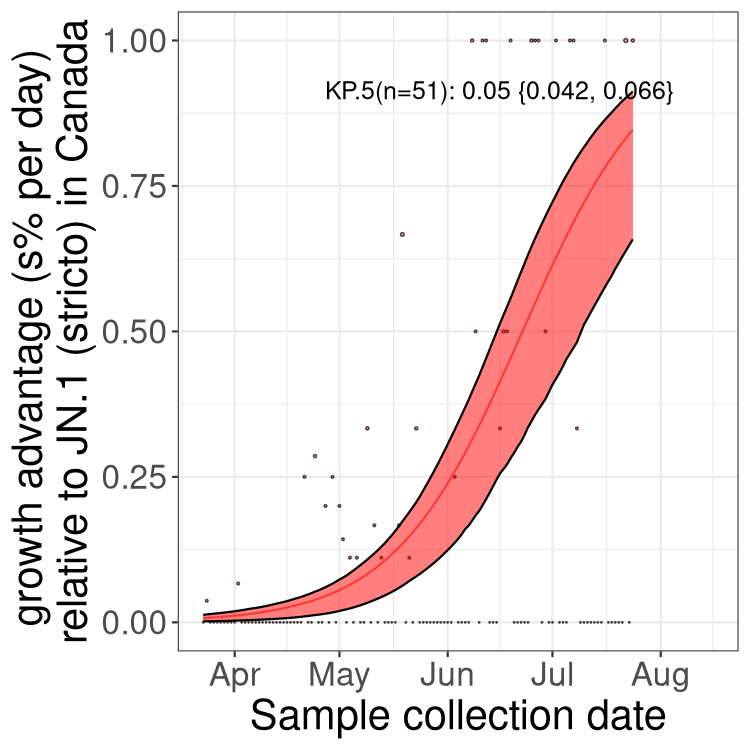 growth advantage (s% per day)
relative to JN.1 (stricto) in Canada
1.00
0.75
0.50
0.25
0.00
KP.5(n=51): 0.05 {0.042, 0.066}
Apr May Jun Jul Aug
Sample collection date